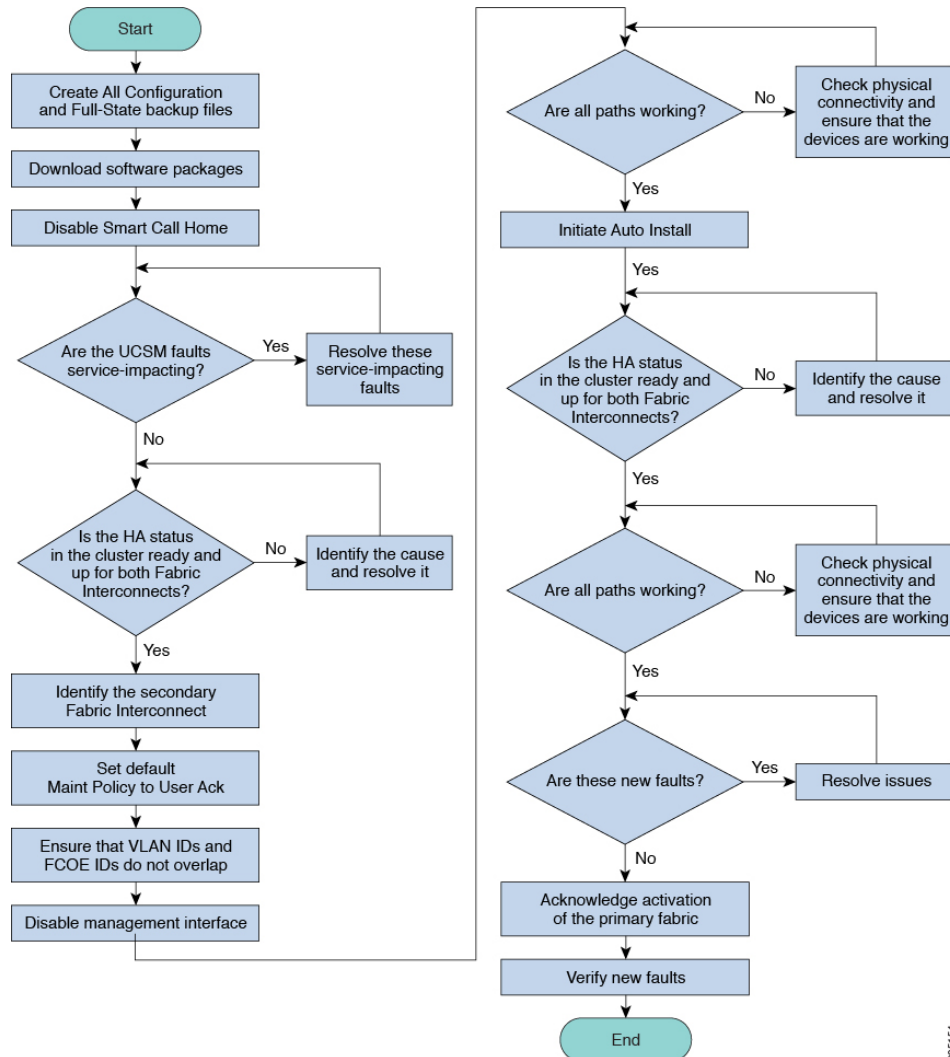 Start
Create All Configuration
and Full-State backup files
Download software packages
Disable Smart Call Home
Are the UCSM faults
service-impacting?
Yes
Resolve these
service-impacting
faults
No
Is the HA status
in the cluster ready and
up for both Fabric
Interconnects?
No
Identify the cause
and resolve it
Yes
Identify the secondary
Fabric Interconnect
Set default
Maint Policy to User Ack
Ensure that VLAN IDs and
FCOE IDs do not overlap
Disable management interface
Are all paths working?
No
Check physical
connectivity and
ensure that the
devices are working
Yes
Initiate Auto Install
Yes
Is the HA status
in the cluster ready and
up for both Fabric
Interconnects?
No
Identify the cause
and resolve it
Yes
Are all paths working?
No
Check physical
connectivity and
ensure that the
devices are working
Yes
Are these new faults?
Yes
Resolve issues
No
Acknowledge activation
of the primary fabric
Verify new faults
End